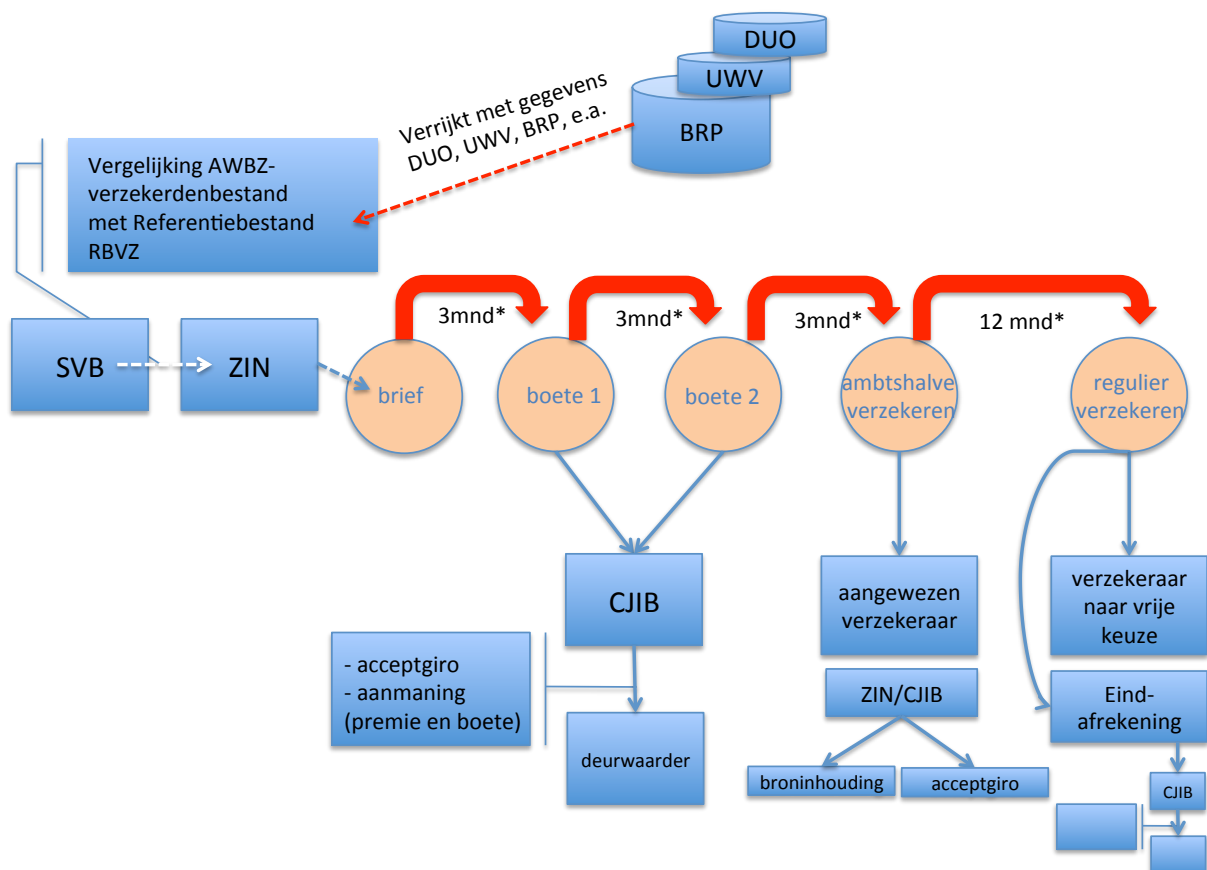 DUO
UWV
BRP
Verrijkt met gegevens
DUO, UWV, BRP, e.a.
Vergelijking AWBZ-
verzekerdenbestand
met Referentiebestand
RBVZ
3mnd*
3mnd*
3mnd*
12 mnd*
SVB
ZIN
brief
boete 1
boete 2
ambtshalve
verzekeren
regulier
verzekeren
CJIB
aangewezen
verzekeraar
verzekeraar
naar vrije
keuze
- acceptgiro
- aanmaning
(premie en boete)
deurwaarder
ZIN/CJIB
broninhouding
acceptgiro
Eind-
afrekening
CJIB